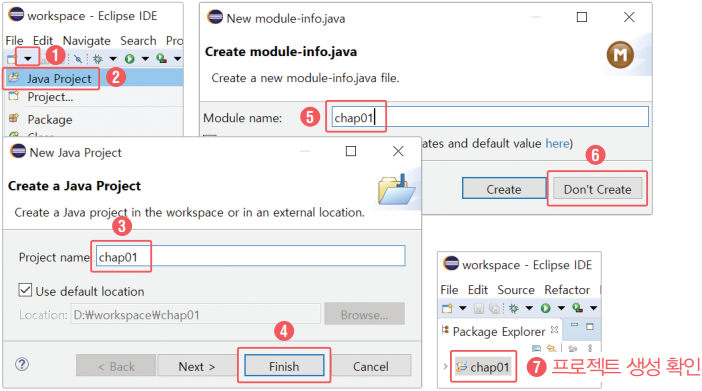 workspace - Eclipse IDE
File Edit Navigate Search Pro
1
Java Project 2
Project...
Package
New module-info.java
Create module-info.java
Create a new module-info.java file.
M
Module name: 5 chap01
ates and default value here)
6
Create Don't Create
New Java Project
Create a Java Project
Create a Java project in the workspace or in an external location.
3
Project name: chap01
Use default location
Location: D:₩workspace₩chap01 Browse...
4
? < Back Next > Finish Cancel
workspace - Eclipse IDE
File Edit Source Refactor
Package Explorer
chap01 7 프로젝트 생성 확인